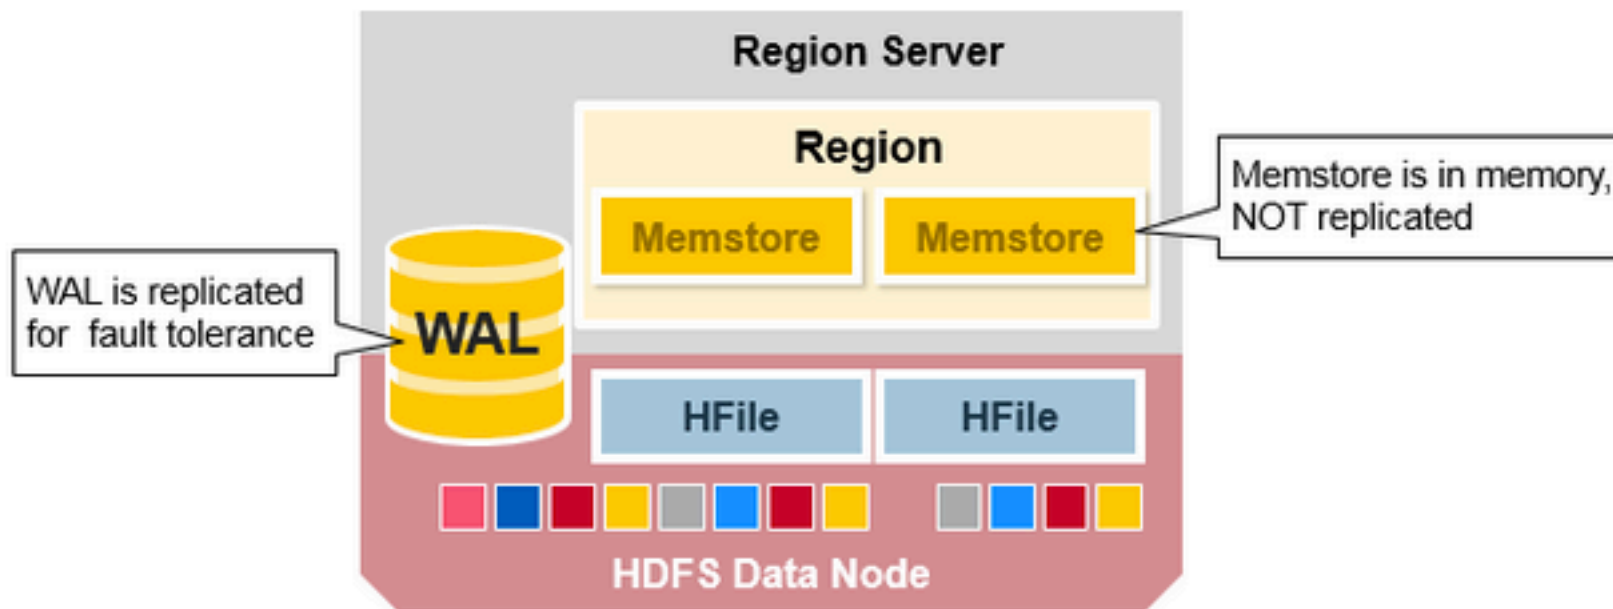 Region Server
Region
Memstore is in memory,
NOT replicated
Memstore
Memstore
WAL is replicated
for fault tolerance
WAL
HFile
HFile
HDFS Data Node